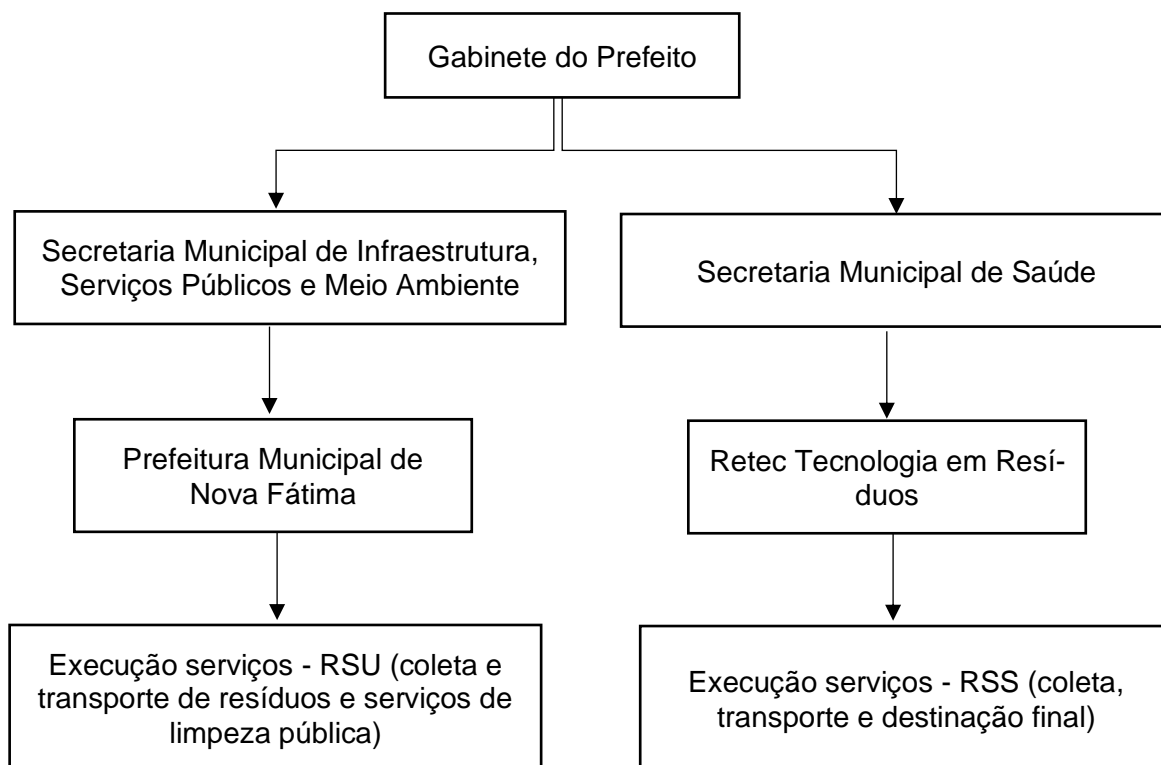 Gabinete do Prefeito
Secretaria Municipal de Infraestrutura,
Serviços Públicos e Meio Ambiente
Secretaria Municipal de Saúde
Prefeitura Municipal de
Nova Fátima
Retec Tecnologia em Resí-
duos
Execução serviços - RSU (coleta e
transporte de resíduos e serviços de
limpeza pública)
Execução serviços - RSS (coleta,
transporte e destinação final)